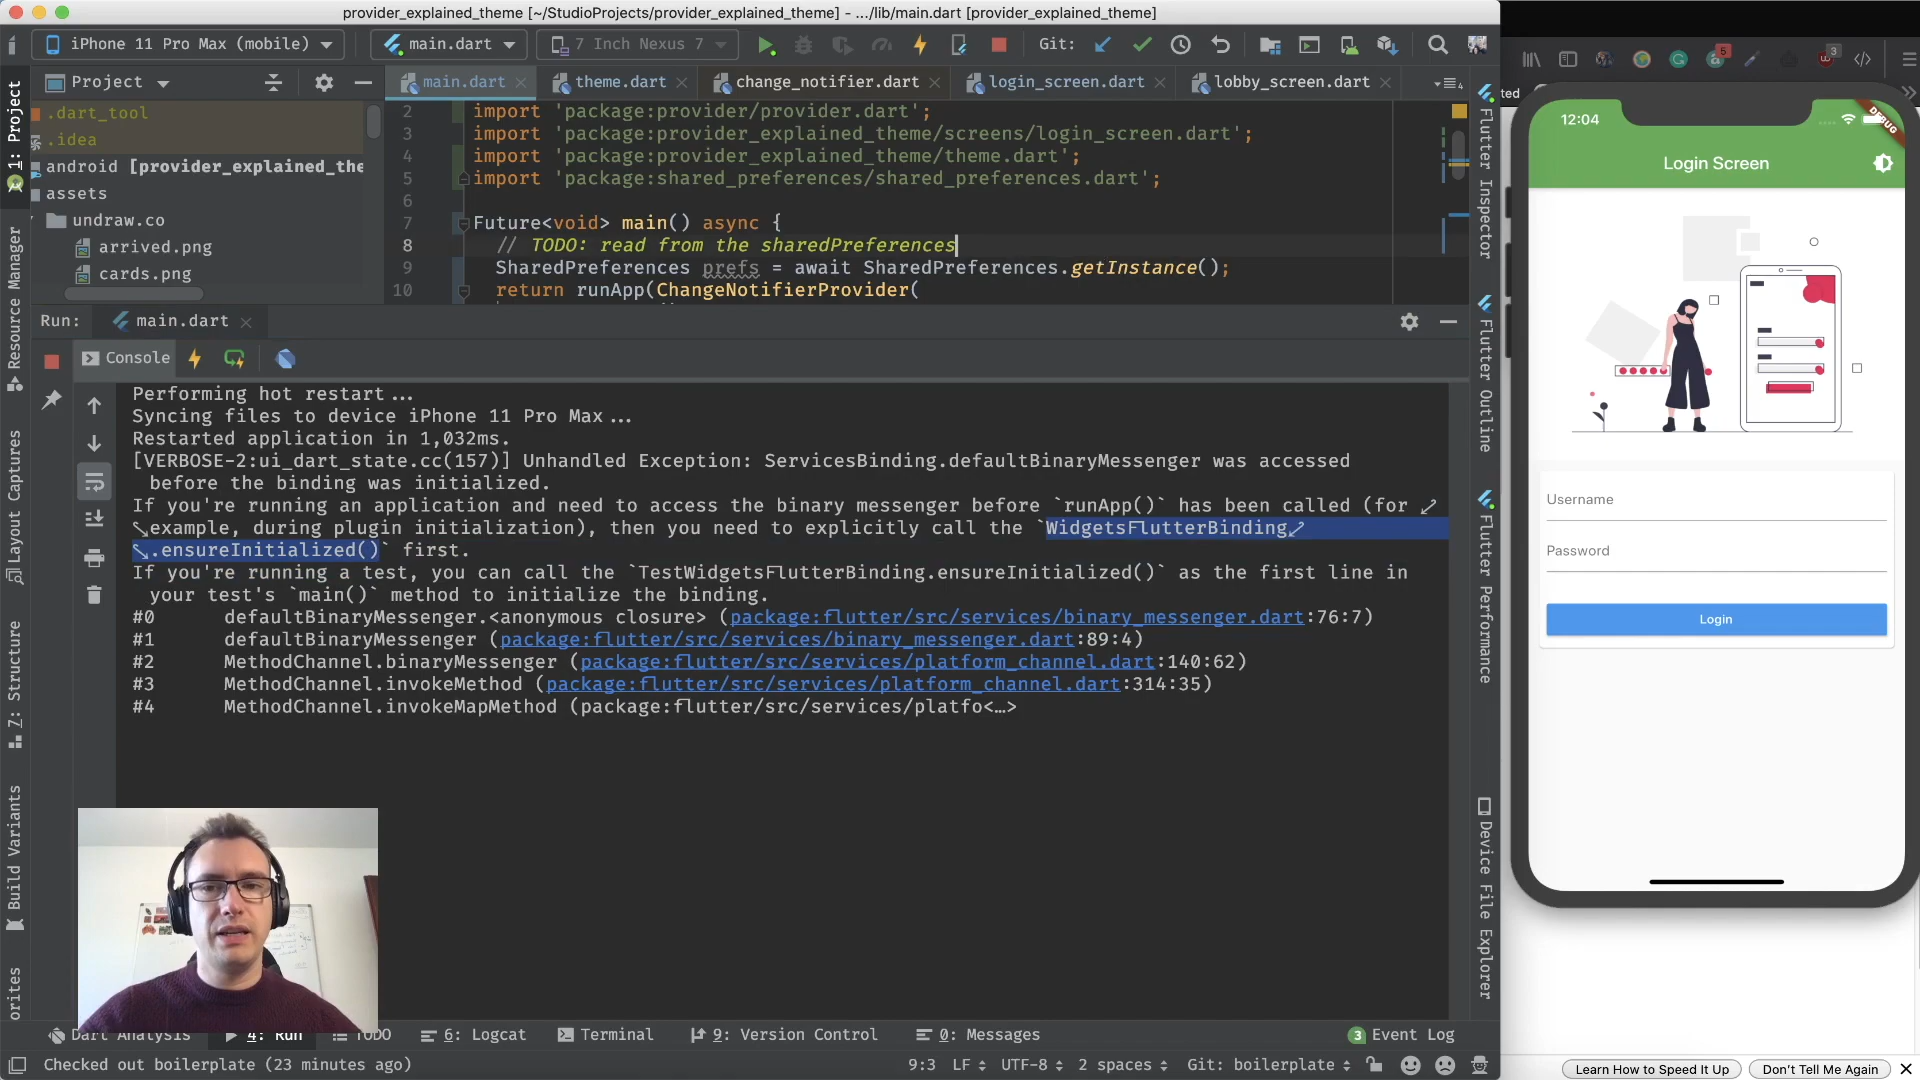 provider_explained_theme [~/StudioProjects/provider_explained_theme] - .../lib/main.dart [provider_explained_theme]
iPhone 11 Pro Max (mobile)
main.dart
7 Inch Nexus 7
Git:
Project
main.dart
theme.dart
change_notifier.dart
login_screen.dart
lobby_screen.dart
1: Project
Resource Manager
Layout Captures
Z: Structure
Build Variants
orites
.dart_tool
.idea
android [provider_explained_the
assets
undraw.co
arrived.png
cards.png
2 import 'package:provider/provider.dart';
3 import 'package:provider_explained_theme/screens/login_screen.dart';
4 import 'package:provider_explained_theme/theme.dart';
5 import 'package:shared_preferences/shared_preferences.dart';
6
7 Future<void> main() async {
8 // TODO: read from the sharedPreferences
9 SharedPreferences prefs = await SharedPreferences.getInstance();
10 return runApp(ChangeNotifierProvider(
Run:
main.dart
Console
Performing hot restart...
Syncing files to device iPhone 11 Pro Max...
Restarted application in 1,032ms.
[VERBOSE-2:ui_dart_state.cc(157)] Unhandled Exception: ServicesBinding.defaultBinaryMessenger was accessed
before the binding was initialized.
If you're running an application and need to access the binary messenger before `runApp()` has been called (for
example, during plugin initialization), then you need to explicitly call the `WidgetsFlutterBinding
.ensureInitialized()` first.
If you're running a test, you can call the `TestWidgetsFlutterBinding.ensureInitialized()` as the first line in
your test's `main()` method to initialize the binding.
#0 defaultBinaryMessenger.<anonymous closure> (package:flutter/src/services/binary_messenger.dart:76:7)
#1 defaultBinaryMessenger (package:flutter/src/services/binary_messenger.dart:89:4)
#2 MethodChannel.binaryMessenger (package:flutter/src/services/platform_channel.dart:140:62)
#3 MethodChannel.invokeMethod (package:flutter/src/services/platform_channel.dart:314:35)
#4 MethodChannel.invokeMapMethod (package:flutter/src/services/platfo<…>
Flutter Inspector
Flutter Outline
Flutter Performance
Device File Explorer
Dart Analysis
4: Run
TODO
6: Logcat
Terminal
9: Version Control
0: Messages
3 Event Log
Checked out boilerplate (23 minutes ago)
9:3
LF
UTF-8
2 spaces
Git: boilerplate
5
3
ted
12:04
DEBUG
Login Screen
Username
Password
Login
Learn How to Speed It Up
Don't Tell Me Again